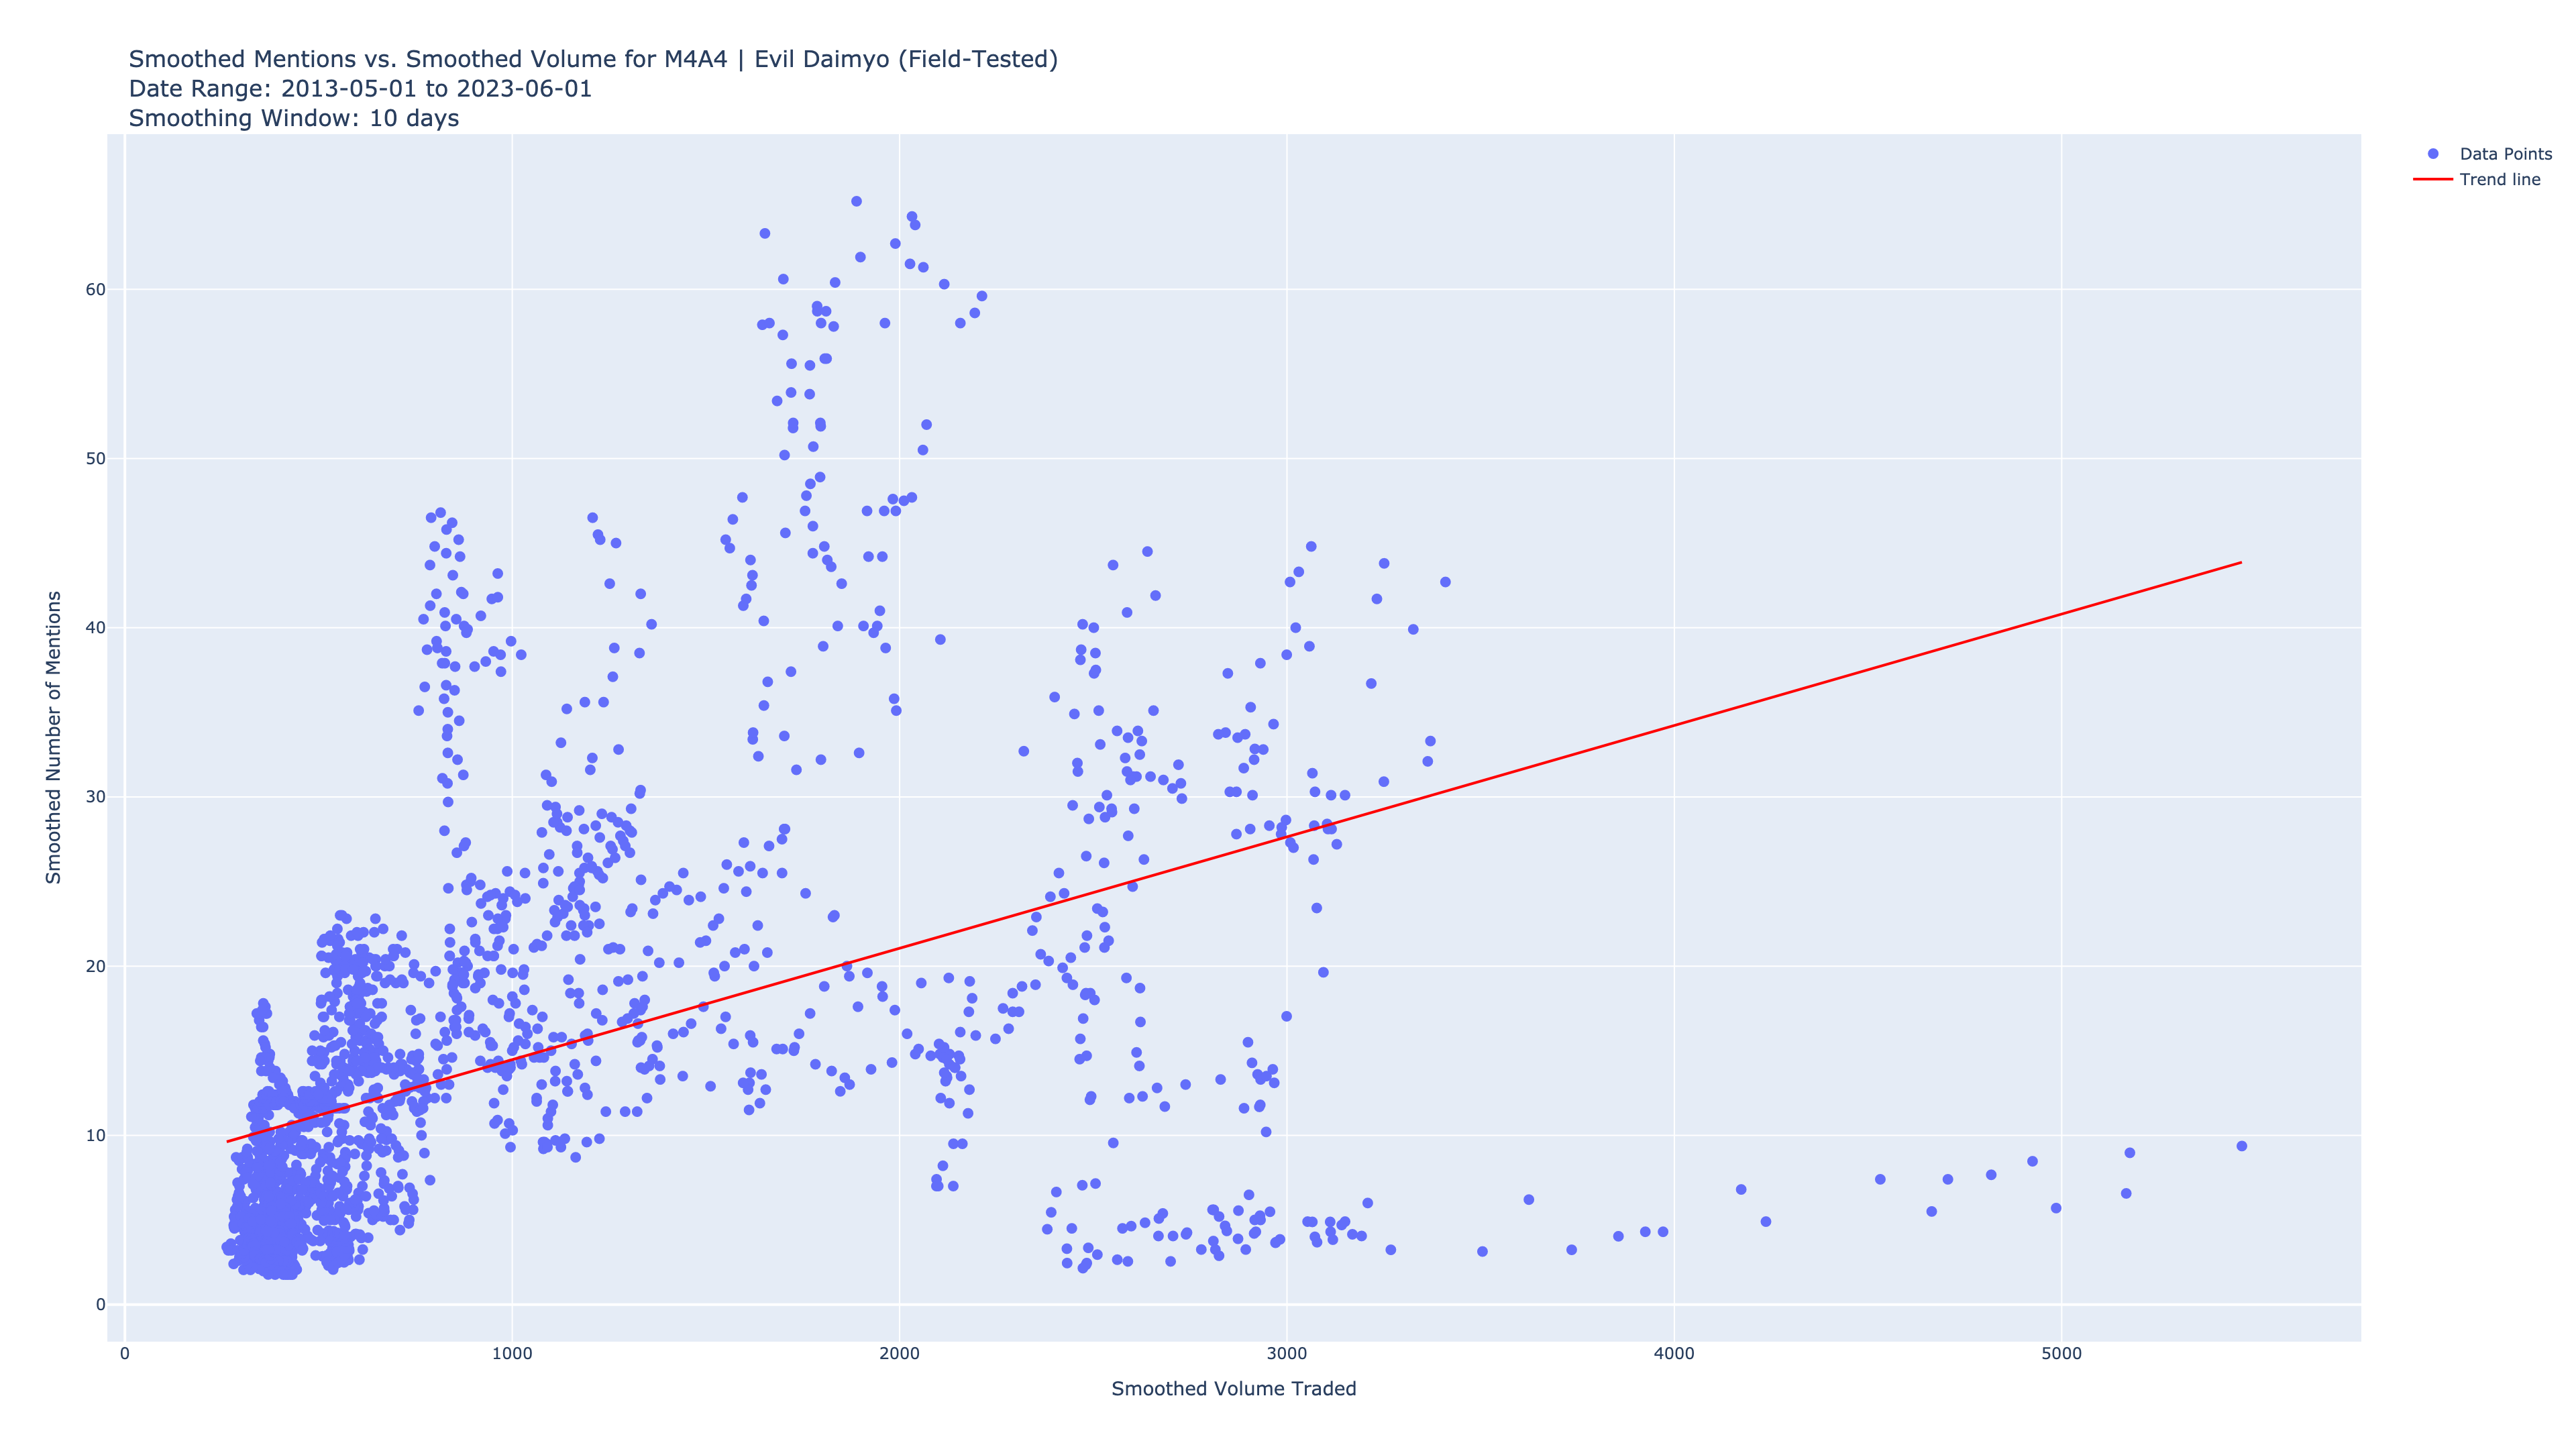 Smoothed Mentions vs. Smoothed Volume for M4A4 | Evil Daimyo (Field-Tested)
Date Range: 2013-05-01 to 2023-06-01
Smoothing Window: 10 days
Data Points
Trend line
Smoothed Number of Mentions
60
50
40
30
20
10
0
0 1000 2000 3000 4000 5000
Smoothed Volume Traded